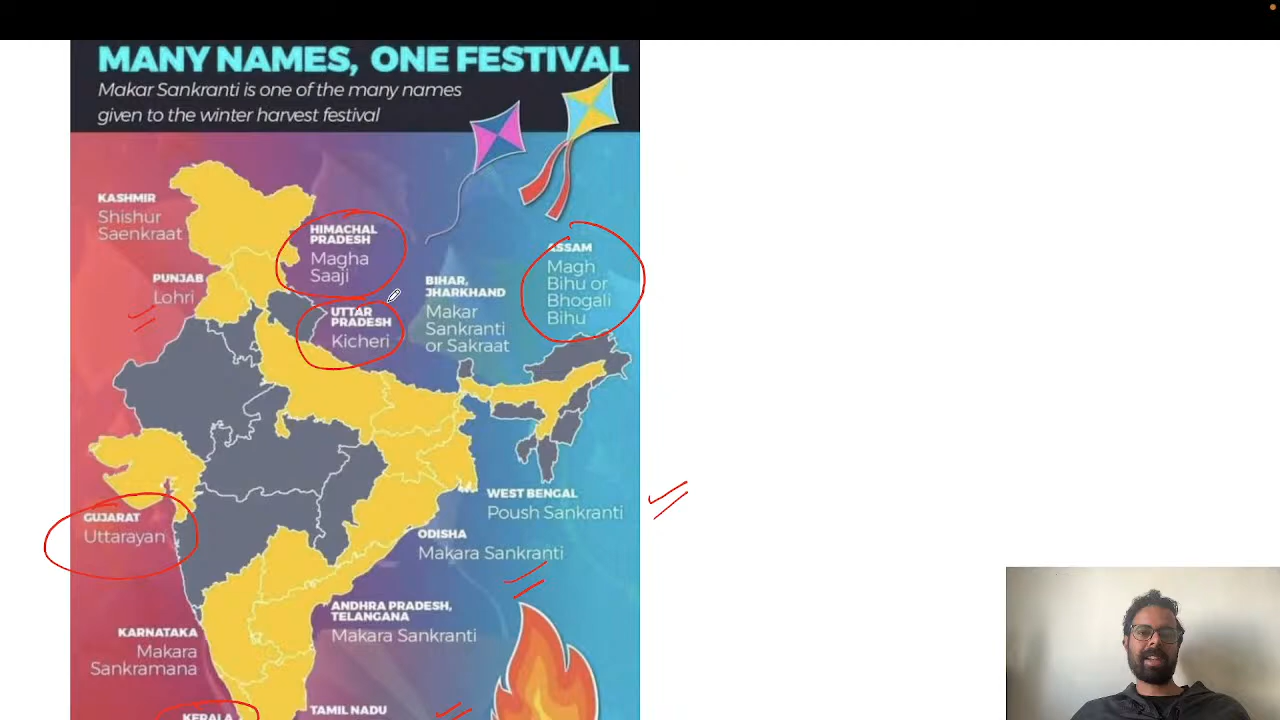 MANY NAMES, ONE FESTIVAL
Makar Sankranti is one of the many names
given to the winter harvest festival
KASHMIR
Shishur
Saenkraat
HIMACHAL
PRADESH
Magha
Saaji
PUNJAB
Lohri
UTTAR
PRADESH
Kicheri
BIHAR,
JHARKHAND
Makar
Sankranti
or Sakraat
ASSAM
Magh
Bihu or
Bhogali
Bihu
GUJARAT
Uttarayan
WEST BENGAL
Poush Sankranti
ODISHA
Makara Sankranti
ANDHRA PRADESH,
TELANGANA
Makara Sankranti
KARNATAKA
Makara
Sankramana
KERALA
TAMIL NADU